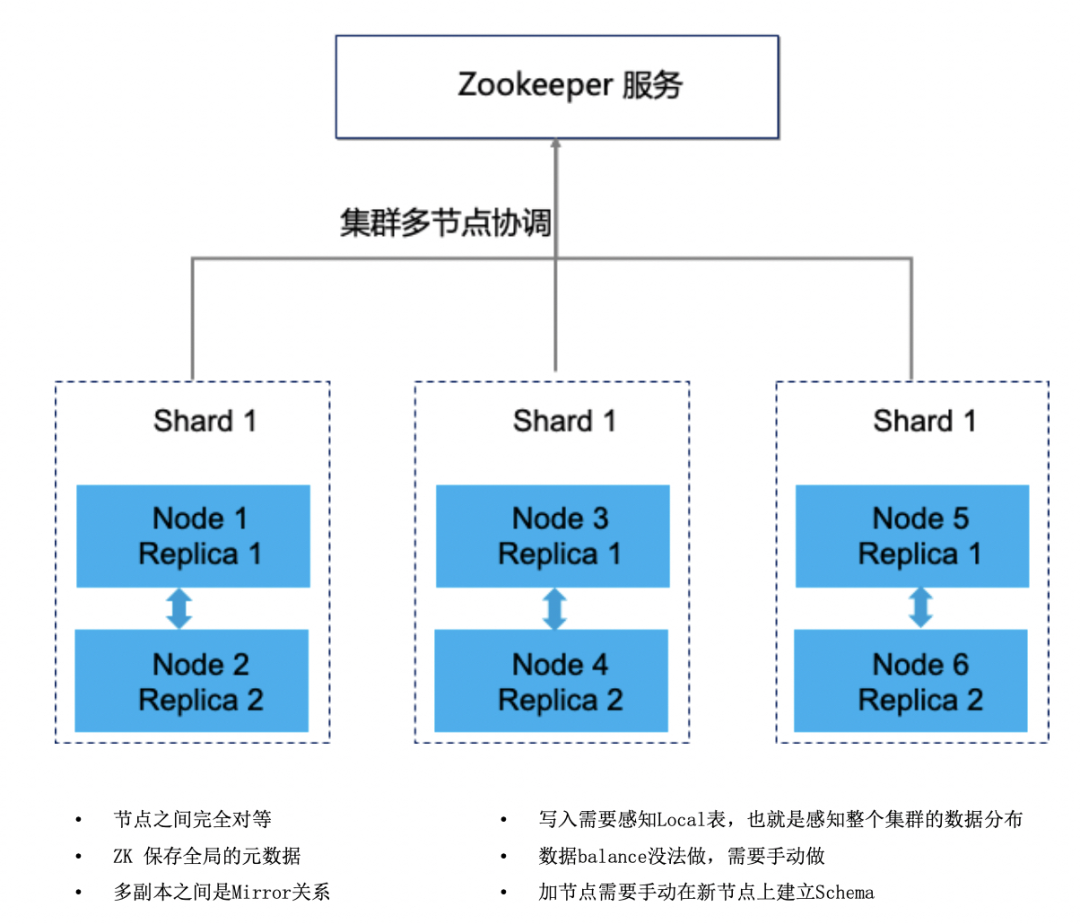 Zookeeper 服务
集群多节点协调
Shard 1
Node 1
Replica 1
Node 2
Replica 2
Shard 1
Node 3
Replica 1
Node 4
Replica 2
Shard 1
Node 5
Replica 1
Node 6
Replica 2
• 节点之间完全对等
• ZK 保存全局的元数据
• 多副本之间是Mirror关系
• 写入需要感知Local表，也就是感知整个集群的数据分布
• 数据balance没法做，需要手动做
• 加节点需要手动在新节点上建立Schema